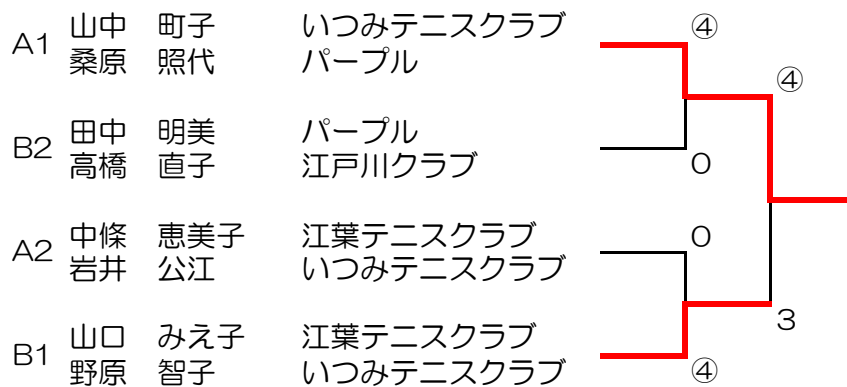 A1 山中 町子 いつみテニスクラブ ④
桑原 照代 パープル
④
B2 田中 明美 パープル
高橋 直子 江戸川クラブ 0
A2 中條 恵美子 江葉テニスクラブ 0
岩井 公江 いつみテニスクラブ
3
B1 山口 みえ子 江葉テニスクラブ
野原 智子 いつみテニスクラブ ④